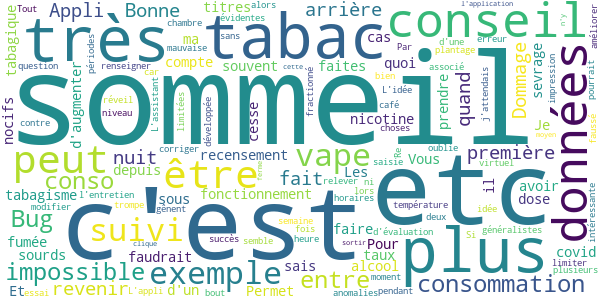 sommeil
c'est
etc
très
tabac
conseil
plus
données
peut
être
vape
conso
suivi
exemple
impossible
consommation
Bug
revenir
entre
Appli
Bonne
arrière
titres
évidentes
alors
l'application
Tout
chambre
mauvaise
sans
souvent
cette
compte
ma
car
cas
faites
quoi
Par
d'une
plantage
erreur
associé
n'y
améliorer
pourrait
tabagique
nocifs
question
périodes
renseigner
contre
réveil
niveau
d'augmenter
L'assistant
limitées
développée
cesse
fractionne
L'idée
café
choses
nicotine
prendre
quand
sevrage
Dommage
j'attendais
impression
bien
Je
fausse
première
corriger
recensement
nuit
depuis
saisie
Re
oublie
Vous
virtuel
il
avoir
dose
idée
intéressante
tabagisme
l'entretien
modifier
sous
gênent
fait
Les
relever
ni
lors
horaires
température
deux
d'évaluation
Si
généralistes
fonctionnement
fumée
sourds
trompe
clique
faudrait
succès
semble
semaine
fois
heure
faire
Pour
taux
alcool
moment
sortir
sais
covid
limiter
plusieurs
Et
essai
L'appli
d'un
bout
Permet
anomalies
pendant